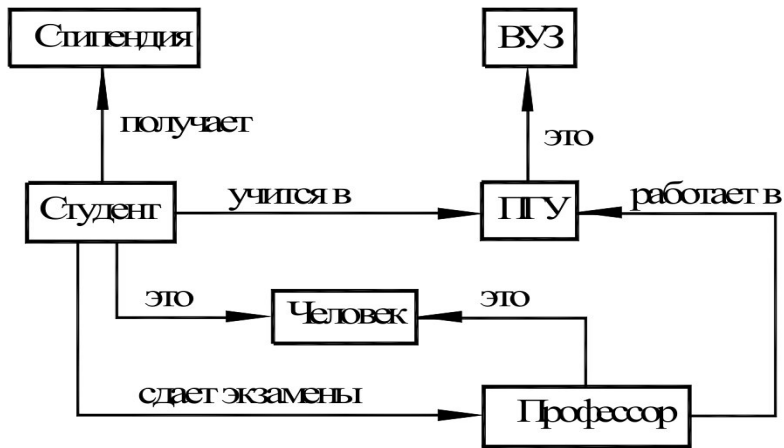 Стипендия
ВУЗ
получает
это
Студент
учится в
ПГУ
работает в
это
Человек
это
сдает экзамены
Профессор